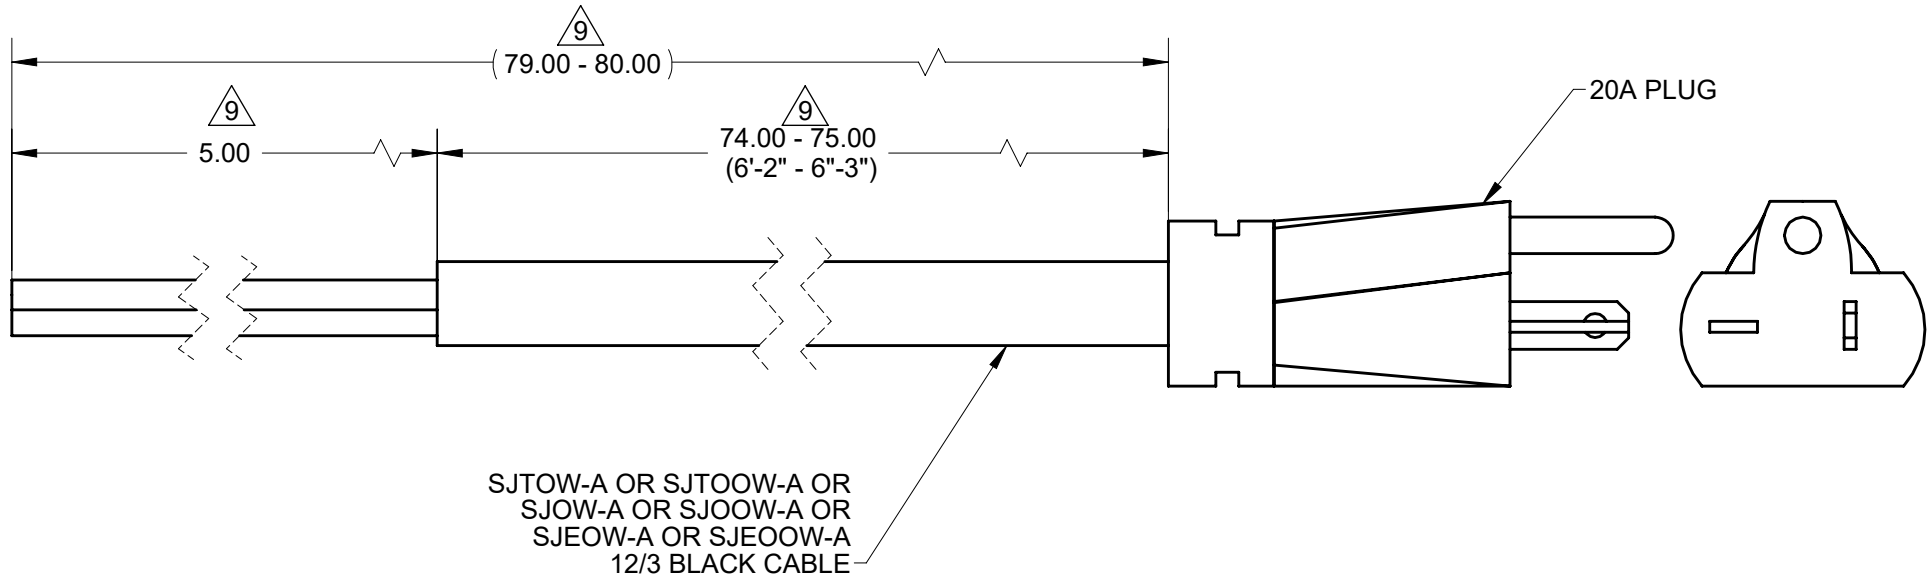 9
( 79.00 - 80.00 )
20A PLUG
9
5.00
9
74.00 - 75.00
(6'-2" - 6"-3")
SJTOW-A OR SJTOOW-A OR
SJOW-A OR SJOOW-A OR
SJEOW-A OR SJEOOW-A
12/3 BLACK CABLE